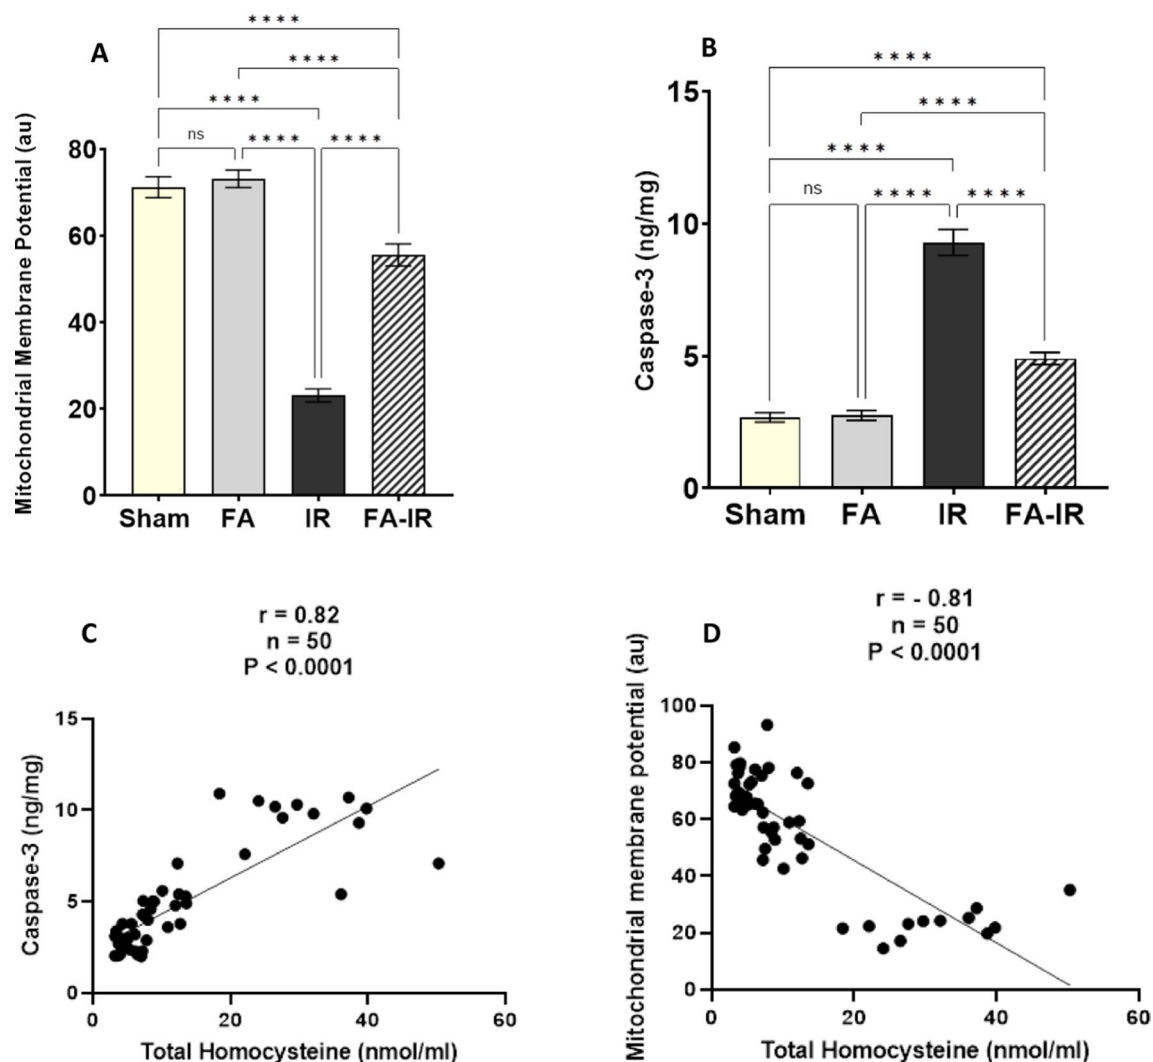 A
****
****
****
ns
****
****
Mitochondrial Membrane Potential (au)
80
60
40
20
0
Sham
FA
IR
FA-IR
B
****
****
****
ns
****
****
Caspase-3 (ng/mg)
15
10
5
0
Sham
FA
IR
FA-IR
C
r = 0.82
n = 50
P < 0.0001
Caspase-3 (ng/mg)
15
10
5
0
0
20
40
60
Total Homocysteine (nmol/ml)
D
r = - 0.81
n = 50
P < 0.0001
Mitochondrial membrane potential (au)
100
80
60
40
20
0
0
20
40
60
Total Homocysteine (nmol/ml)